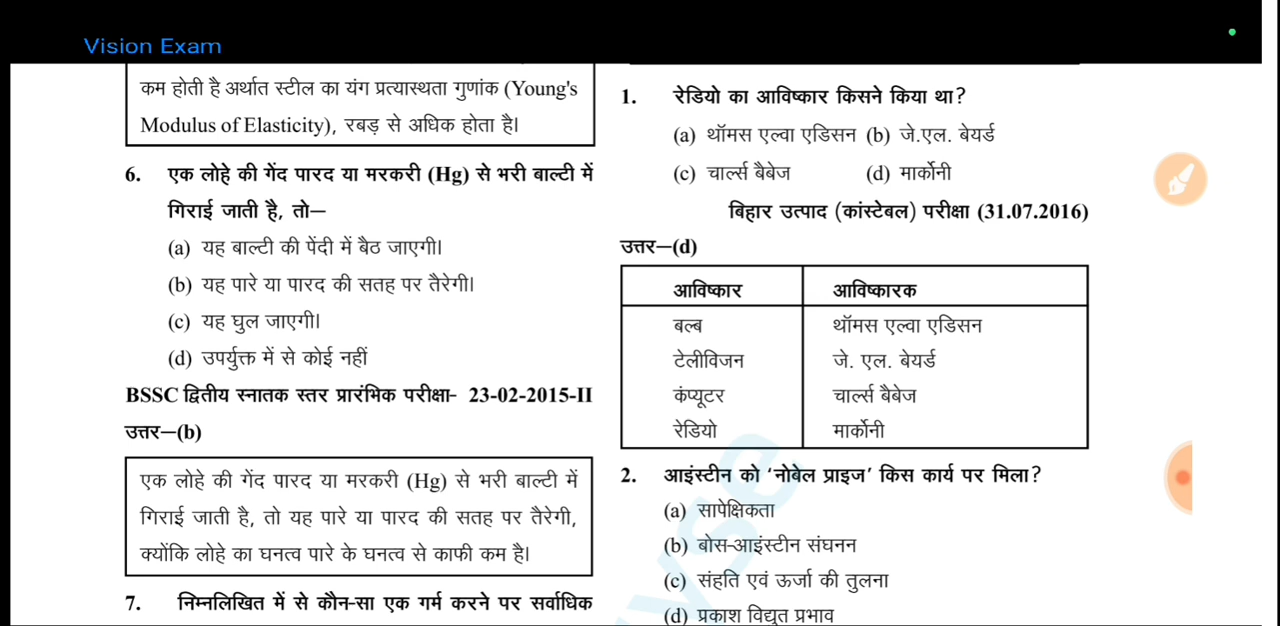 Vision Exam
कम होती है अर्थात स्टील का यंग प्रत्यास्थता गुणांक (Young's
Modulus of Elasticity), रबड़ से अधिक होता है।
6. एक लोहे की गेंद पारद या मरकरी (Hg) से भरी बाल्टी में
गिराई जाती है, तो—
(a) यह बाल्टी की पेंदी में बैठ जाएगी।
(b) यह पारे या पारद की सतह पर तैरेगी।
(c) यह घुल जाएगी।
(d) उपर्युक्त में से कोई नहीं
BSSC द्वितीय स्नातक स्तर प्रारंभिक परीक्षा- 23-02-2015-II
उत्तर—(b)
एक लोहे की गेंद पारद या मरकरी (Hg) से भरी बाल्टी में
गिराई जाती है, तो यह पारे या पारद की सतह पर तैरेगी,
क्योंकि लोहे का घनत्व पारे के घनत्व से काफी कम है।
7. निम्नलिखित में से कौन-सा एक गर्म करने पर सर्वाधिक
1. रेडियो का आविष्कार किसने किया था?
(a) थॉमस एल्वा एडिसन (b) जे.एल. बेयर्ड
(c) चार्ल्स बैबेज (d) मार्कोनी
बिहार उत्पाद (कांस्टेबल) परीक्षा (31.07.2016)
उत्तर—(d)
आविष्कार आविष्कारक
बल्ब थॉमस एल्वा एडिसन
टेलीविजन जे. एल. बेयर्ड
कंप्यूटर चार्ल्स बैबेज
रेडियो मार्कोनी
2. आइंस्टीन को ‘नोबेल प्राइज’ किस कार्य पर मिला?
(a) सापेक्षिकता
(b) बोस-आइंस्टीन संघनन
(c) संहति एवं ऊर्जा की तुलना
(d) प्रकाश विद्युत प्रभाव